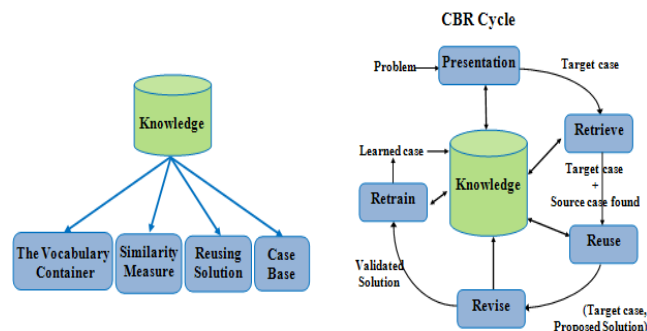 Knowledge
The Vocabulary
Container
Similarity
Measure
Reusing
Solution
Case
Base
CBR Cycle
Problem
Presentation
Target case
Retrieve
Learned case
Knowledge
Target case
+
Source case found
Retrain
Reuse
Validated
Solution
Revise
(Target case,
Proposed Solution)